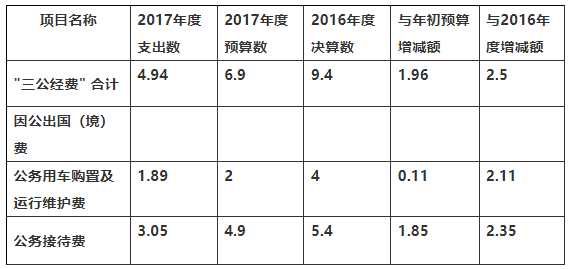 项目名称 2017年度支出数 2017年度预算数 2016年度决算数 与年初预算增减额 与2016年度增减额
"三公经费" 合计 4.94 6.9 9.4 1.96 2.5
因公出国（境）费
公务用车购置及运行维护费 1.89 2 4 0.11 2.11
公务接待费 3.05 4.9 5.4 1.85 2.35